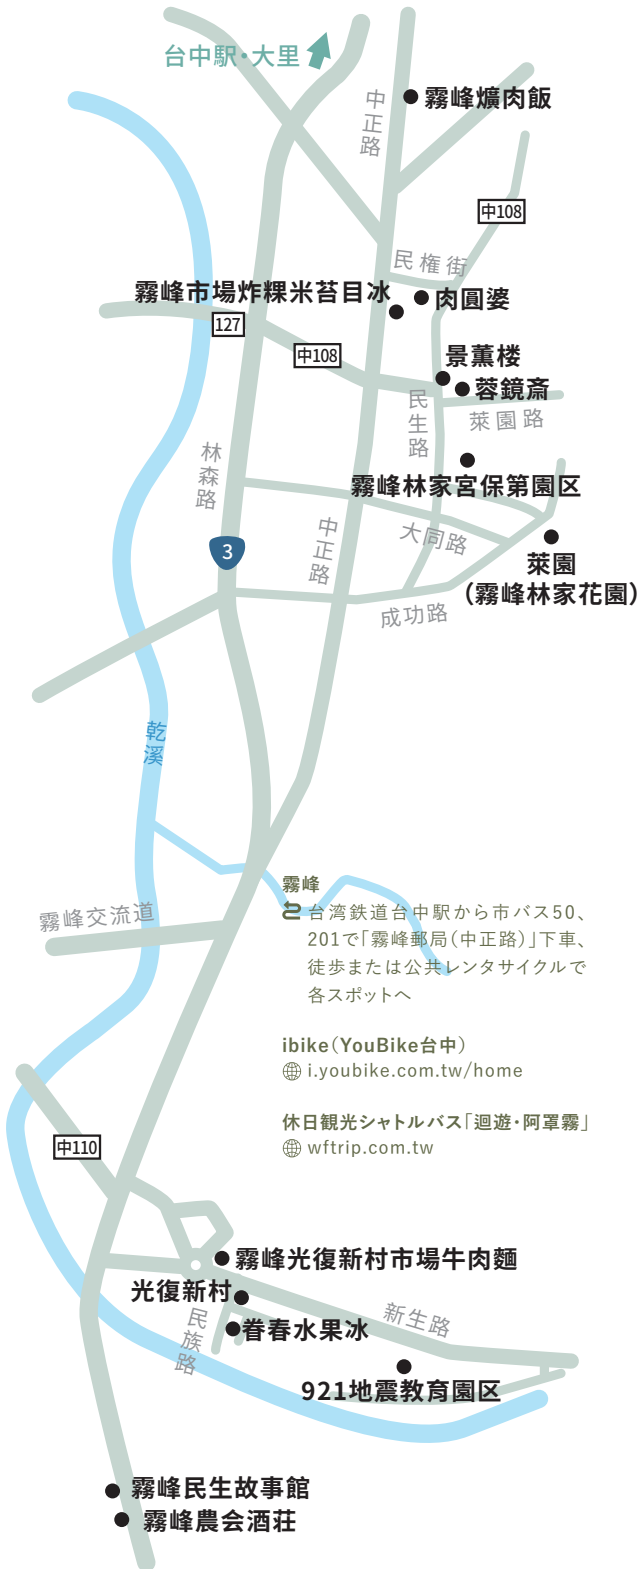 台中駅・大里
中正路
霧峰爌肉飯
中108
民権街
霧峰市場炸粿米苔目冰
肉圓婆
127
中108
景薫楼
蓉鏡斎
民生路
萊園路
林森路
霧峰林家宮保第園区
中正路
大同路
3
萊園
(霧峰林家花園)
成功路
乾溪
霧峰
霧峰交流道
台湾鉄道台中駅から市バス50、
201で「霧峰郵局(中正路)」下車、
徒歩または公共レンタサイクルで
各スポットへ
ibike(YouBike台中)
i.youbike.com.tw/home
休日観光シャトルバス「迴遊・阿罩霧」
wftrip.com.tw
中110
霧峰光復新村市場牛肉麵
光復新村
民族路
眷春水果冰
新生路
921地震教育園区
霧峰民生故事館
霧峰農会酒荘